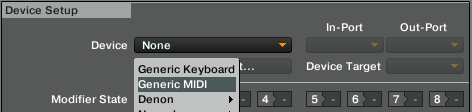 Device Setup
In-Port Out-Port
Device None
Generic Keyboard
t... Device Target
Generic MIDI
Modifier State - 4 - 5 - 6 - 7 - 8 -
Denon